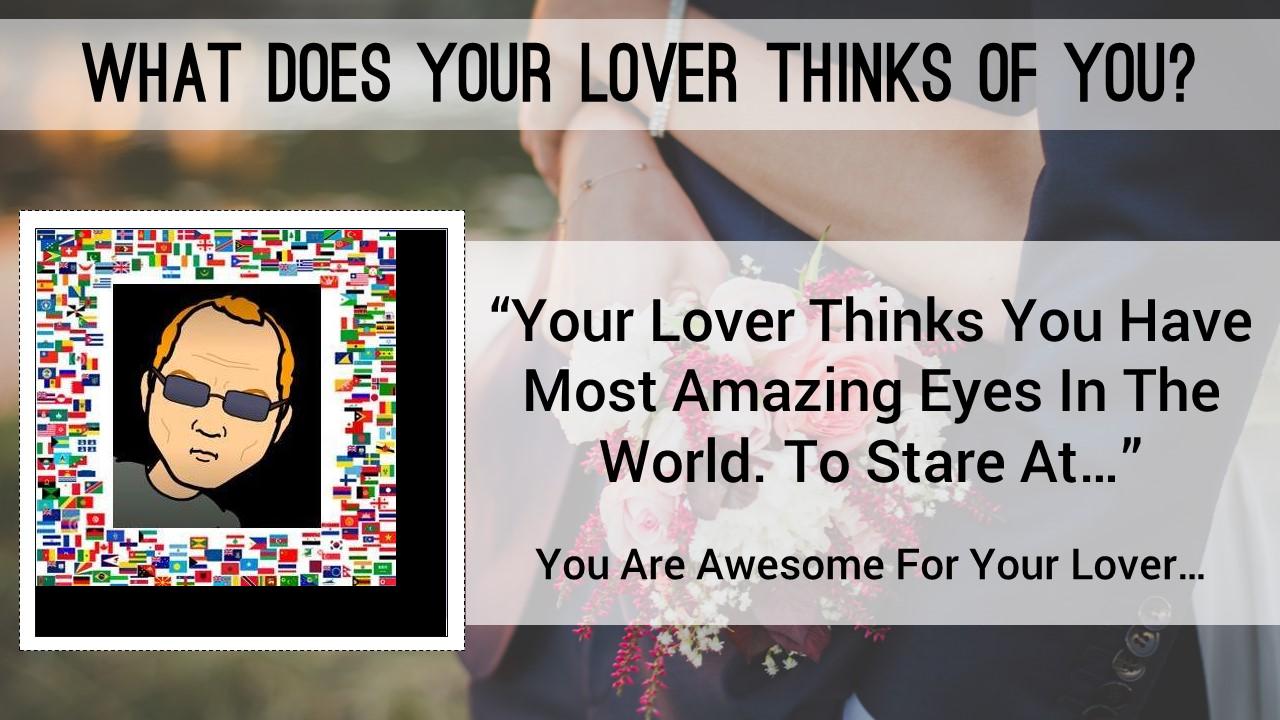 WHAT DOES YOUR LOVER THINKS OF YOU?
“Your Lover Thinks You Have
Most Amazing Eyes In The
World. To Stare At...”
You Are Awesome For Your Lover...